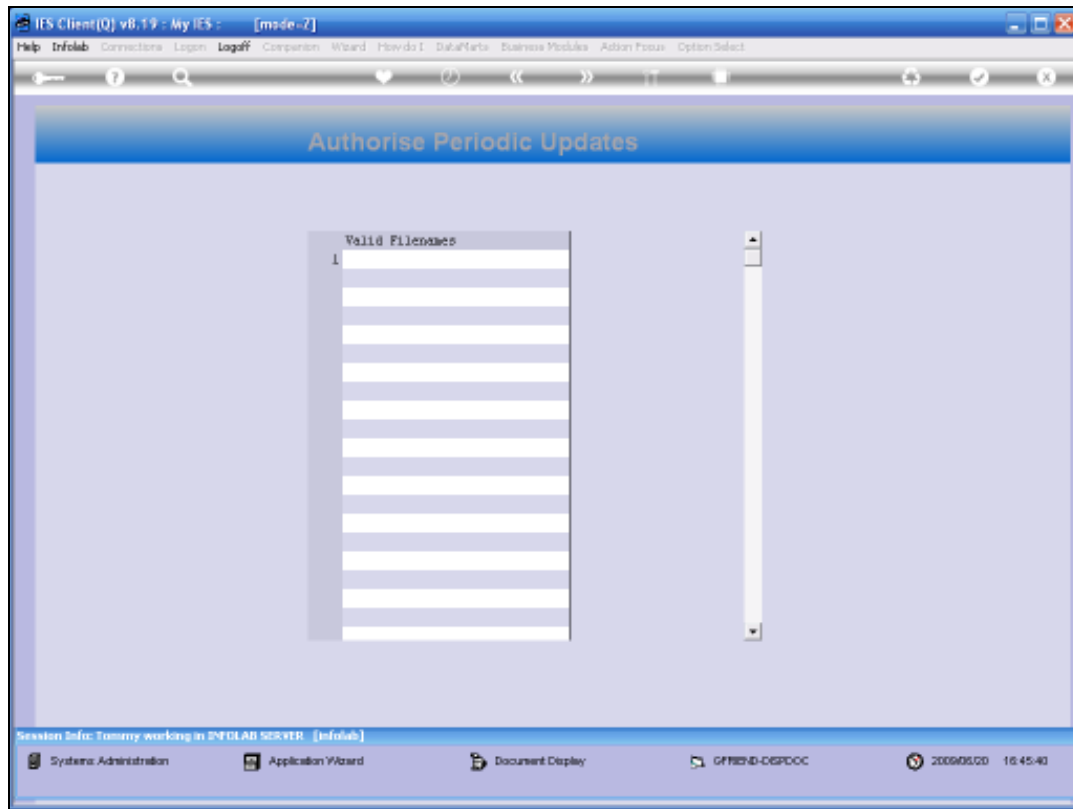 IES Client(Q) v8.19 : My IES : [mode=Z]
Help Infolab Connections Logon Logoff Companion Wizard How do I DataMarts Business Modules Action Focus Option Select
Authorise Periodic Updates
Valid Filenames
1
Session Info: Tommy working in INFOLAB SERVER [infolab]
Systems Administration Application Wizard Document Display GFRIEND-DISPDOC 2009/06/20 16:45:40